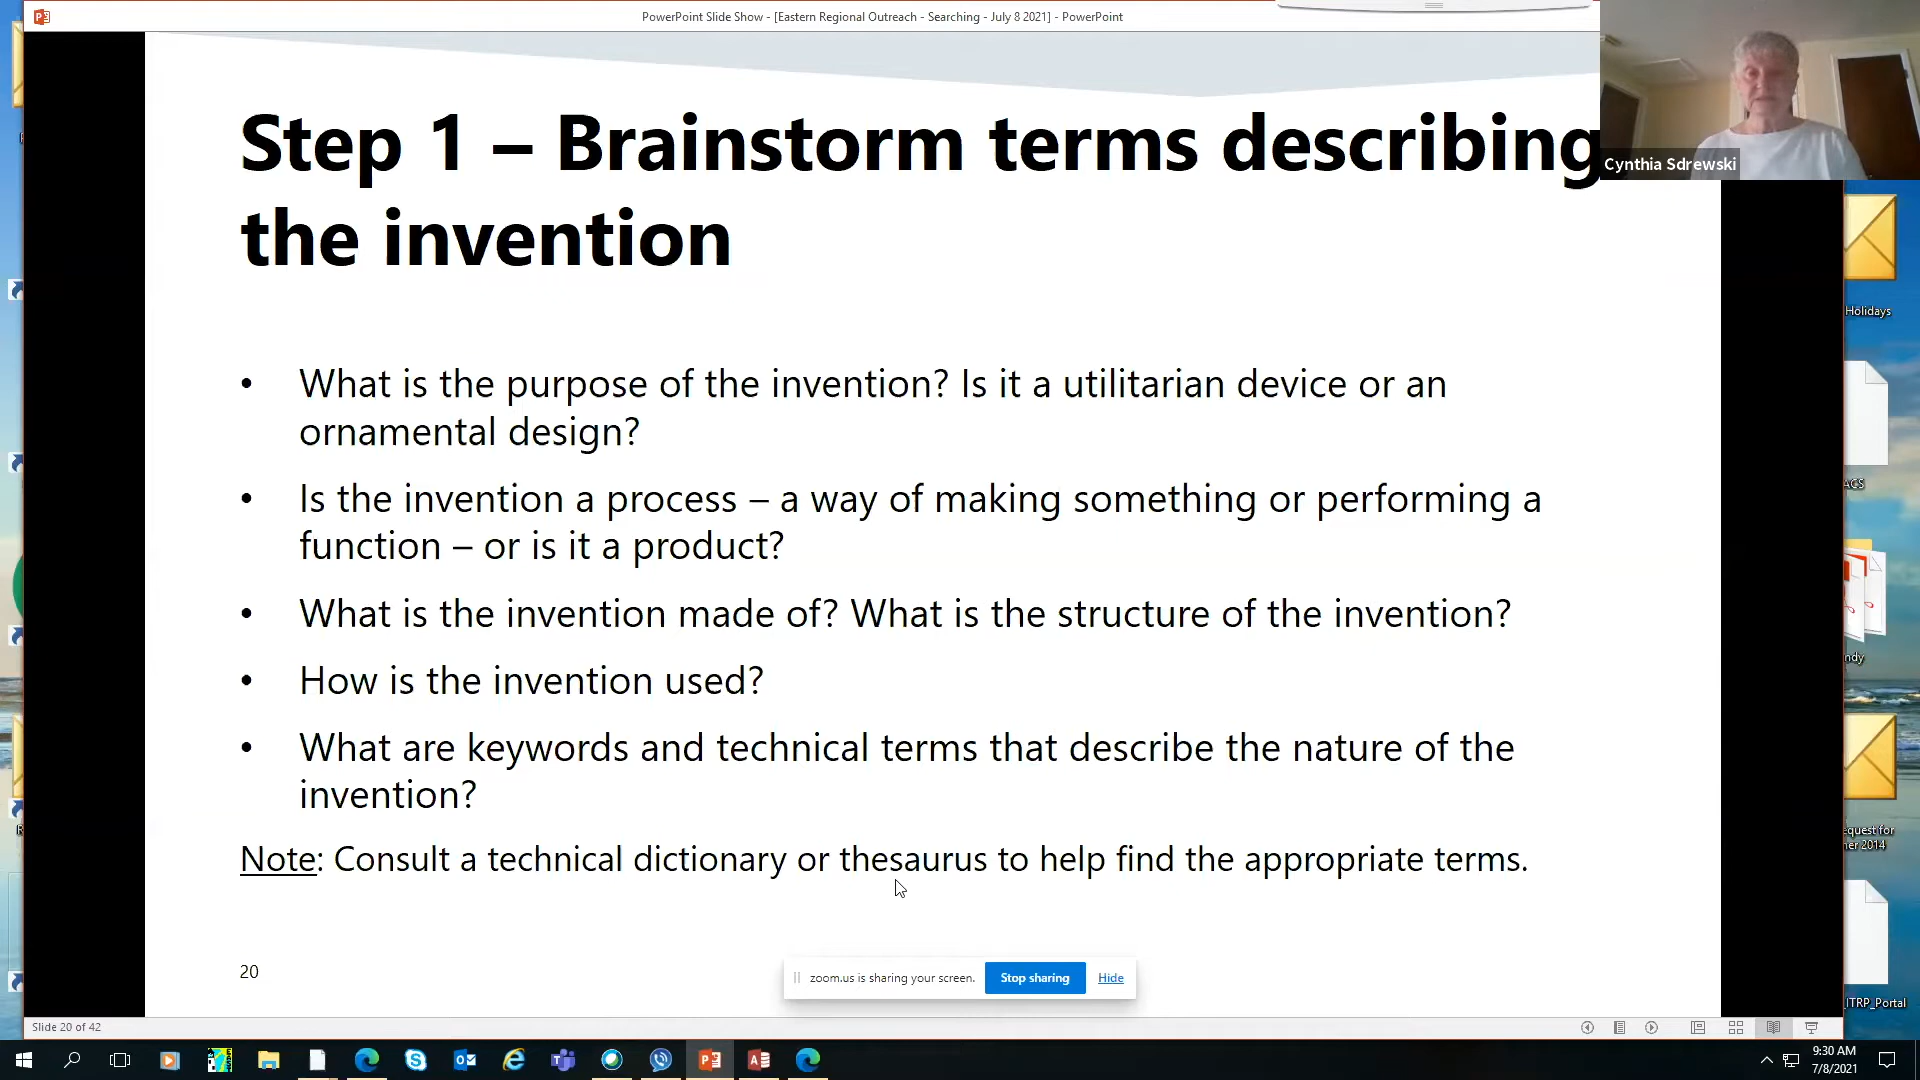 PowerPoint Slide Show - [Eastern Regional Outreach - Searching - July 8 2021] - PowerPoint
Step 1 – Brainstorm terms describing
the invention
Cynthia Sdrewski
• What is the purpose of the invention? Is it a utilitarian device or an
ornamental design?
• Is the invention a process – a way of making something or performing a
function – or is it a product?
• What is the invention made of? What is the structure of the invention?
• How is the invention used?
• What are keywords and technical terms that describe the nature of the
invention?
Note: Consult a technical dictionary or thesaurus to help find the appropriate terms.
20
zoom.us is sharing your screen. Stop sharing Hide
Holidays
ACS
ndy
equest for
ner 2014
ITRP_Portal
Slide 20 of 42
9:30 AM
7/8/2021